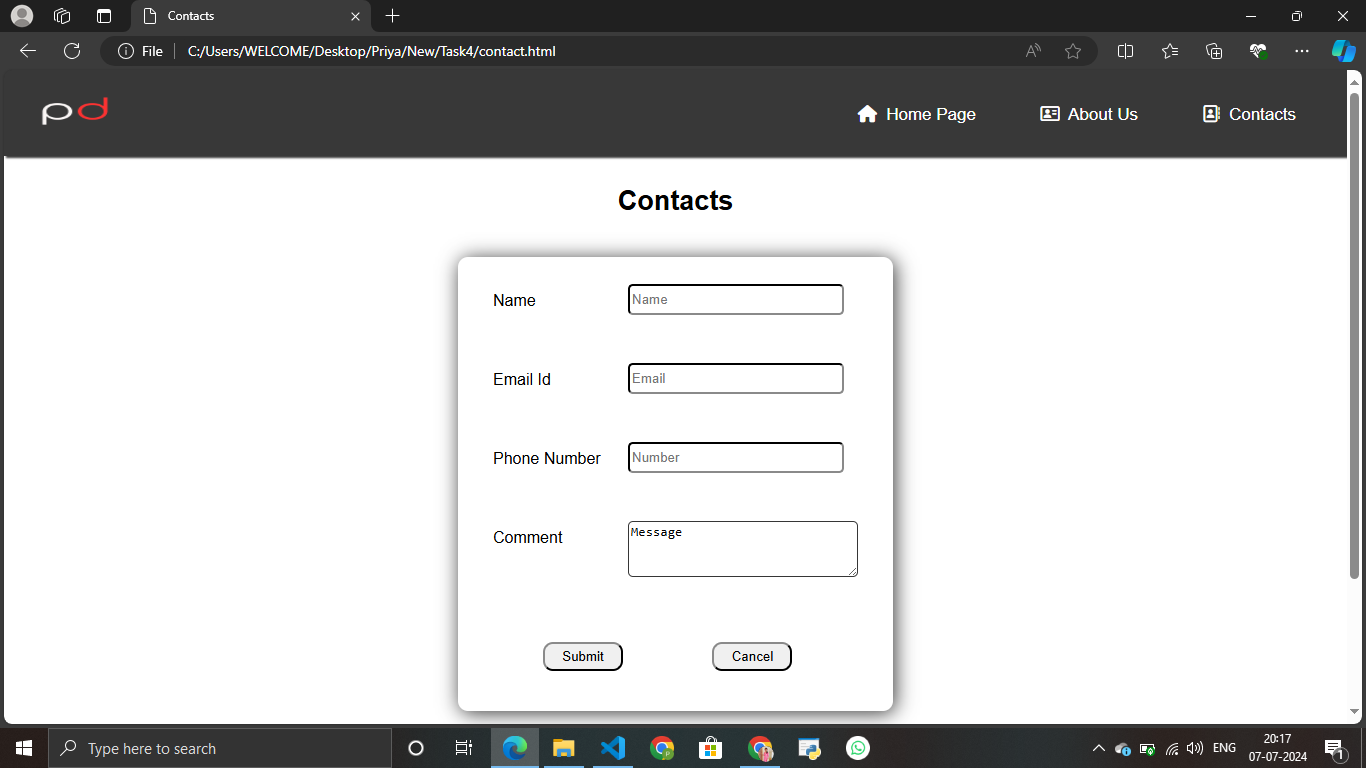 Contacts
File C:/Users/WELCOME/Desktop/Priya/New/Task4/contact.html
pd Home Page About Us Contacts
Contacts
Name Name
Email Id Email
Phone Number Number
Comment Message
Submit Cancel
Type here to search ENG 20:17
07-07-2024 1